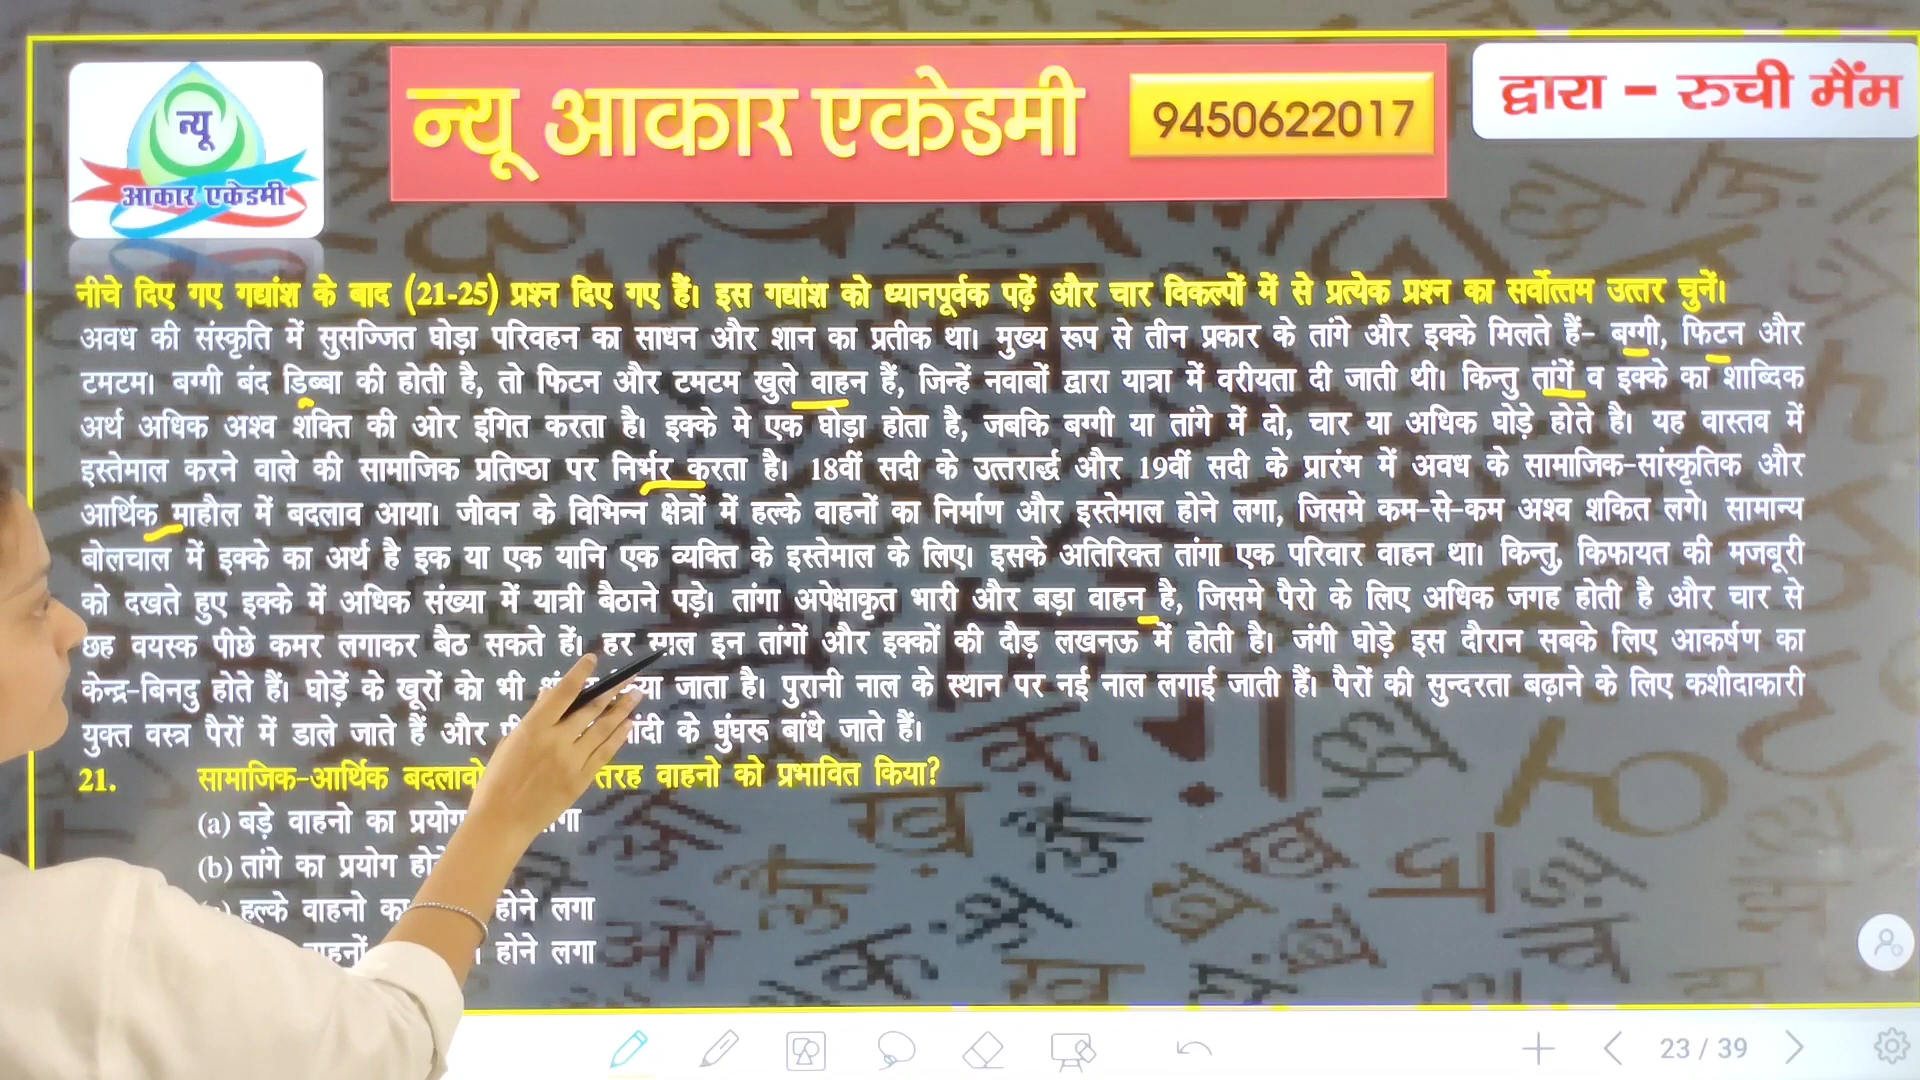 न्यू
आकार एकेडमी
न्यू आकार एकेडमी
9450622017
द्वारा - रुची मैंम
नीचे दिए गए गद्यांश के बाद (21-25) प्रश्न दिए गए हैं। इस गद्यांश को ध्यानपूर्वक पढ़ें और चार विकल्पों में से प्रत्येक प्रश्न का सर्वोत्तम उत्तर चुनें।
अवध की संस्कृति में सुसज्जित घोड़ा परिवहन का साधन और शान का प्रतीक था। मुख्य रूप से तीन प्रकार के तांगे और इक्के मिलते हैं- बग्गी, फिटन और
टमटम। बग्गी बंद डिब्बा की होती है, तो फिटन और टमटम खुले वाहन हैं, जिन्हें नवाबों द्वारा यात्रा में वरीयता दी जाती थी। किन्तु तांगें व इक्के का शाब्दिक
अर्थ अधिक अश्व शक्ति की ओर इंगित करता है। इक्के मे एक घोड़ा होता है, जबकि बग्गी या तांगे में दो, चार या अधिक घोड़े होते है। यह वास्तव में
इस्तेमाल करने वाले की सामाजिक प्रतिष्ठा पर निर्भर करता है। 18वीं सदी के उत्तरार्द्ध और 19वीं सदी के प्रारंभ में अवध के सामाजिक-सांस्कृतिक और
आर्थिक माहौल में बदलाव आया। जीवन के विभिन्न क्षेत्रों में हल्के वाहनों का निर्माण और इस्तेमाल होने लगा, जिसमे कम-से-कम अश्व शकित लगे। सामान्य
बोलचाल में इक्के का अर्थ है इक या एक यानि एक व्यक्ति के इस्तेमाल के लिए। इसके अतिरिक्त तांगा एक परिवार वाहन था। किन्तु, किफायत की मजबूरी
को दखते हुए इक्के में अधिक संख्या में यात्री बैठाने पड़े। तांगा अपेक्षाकृत भारी और बड़ा वाहन है, जिसमे पैरो के लिए अधिक जगह होती है और चार से
छह वयस्क पीछे कमर लगाकर बैठ सकते हें। हर साल इन तांगों और इक्कों की दौड़ लखनऊ में होती है। जंगी घोड़े इस दौरान सबके लिए आकर्षण का
केन्द्र-बिनदु होते हैं। घोड़ें के खूरों को भी जाता है। पुरानी नाल के स्थान पर नई नाल लगाई जाती हैं। पैरों की सुन्दरता बढ़ाने के लिए कशीदाकारी
युक्त वस्त्र पैरों में डाले जाते हैं और के घुंघरू बांधे जाते हैं।
21. सामाजिक-आर्थिक तरह वाहनो को प्रभावित किया?
(a) बड़े वाहनो का
(b) तांगे का प्रयोग
हल्के वाहनो होने लगा
होने लगा
23 / 39